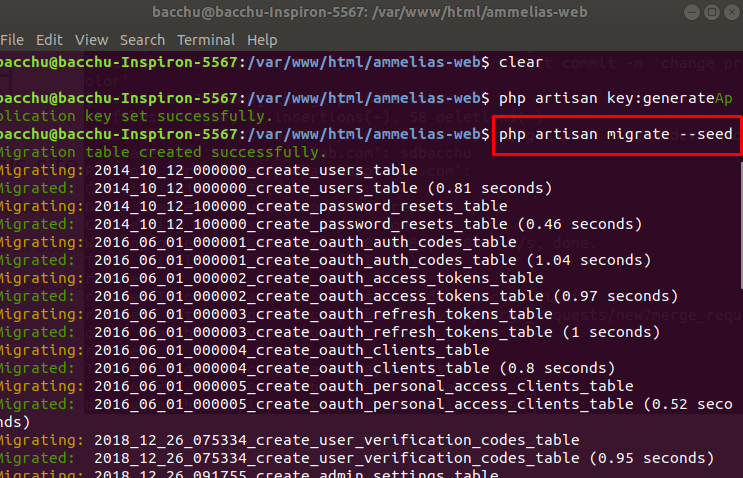 bacchu@bacchu-Inspiron-5567: /var/www/html/ammelias-web
File Edit View Search Terminal Help
bacchu@bacchu-Inspiron-5567:/var/www/html/ammelias-web$ clear
bacchu@bacchu-Inspiron-5567:/var/www/html/ammelias-web$ php artisan key:generateAp
plication key set successfully.
bacchu@bacchu-Inspiron-5567:/var/www/html/ammelias-web$ php artisan migrate --seed
Migration table created successfully.
Migrating: 2014_10_12_000000_create_users_table
Migrated: 2014_10_12_000000_create_users_table (0.81 seconds)
Migrating: 2014_10_12_100000_create_password_resets_table
Migrated: 2014_10_12_100000_create_password_resets_table (0.46 seconds)
Migrating: 2016_06_01_000001_create_oauth_auth_codes_table
Migrated: 2016_06_01_000001_create_oauth_auth_codes_table (1.04 seconds)
Migrating: 2016_06_01_000002_create_oauth_access_tokens_table
Migrated: 2016_06_01_000002_create_oauth_access_tokens_table (0.97 seconds)
Migrating: 2016_06_01_000003_create_oauth_refresh_tokens_table
Migrated: 2016_06_01_000003_create_oauth_refresh_tokens_table (1 seconds)
Migrating: 2016_06_01_000004_create_oauth_clients_table
Migrated: 2016_06_01_000004_create_oauth_clients_table (0.8 seconds)
Migrating: 2016_06_01_000005_create_oauth_personal_access_clients_table
Migrated: 2016_06_01_000005_create_oauth_personal_access_clients_table (0.52 seco
nds)
Migrating: 2018_12_26_075334_create_user_verification_codes_table
Migrated: 2018_12_26_075334_create_user_verification_codes_table (0.95 seconds)
Migrating: 2018_12_26_091755_create_admin_settings_table